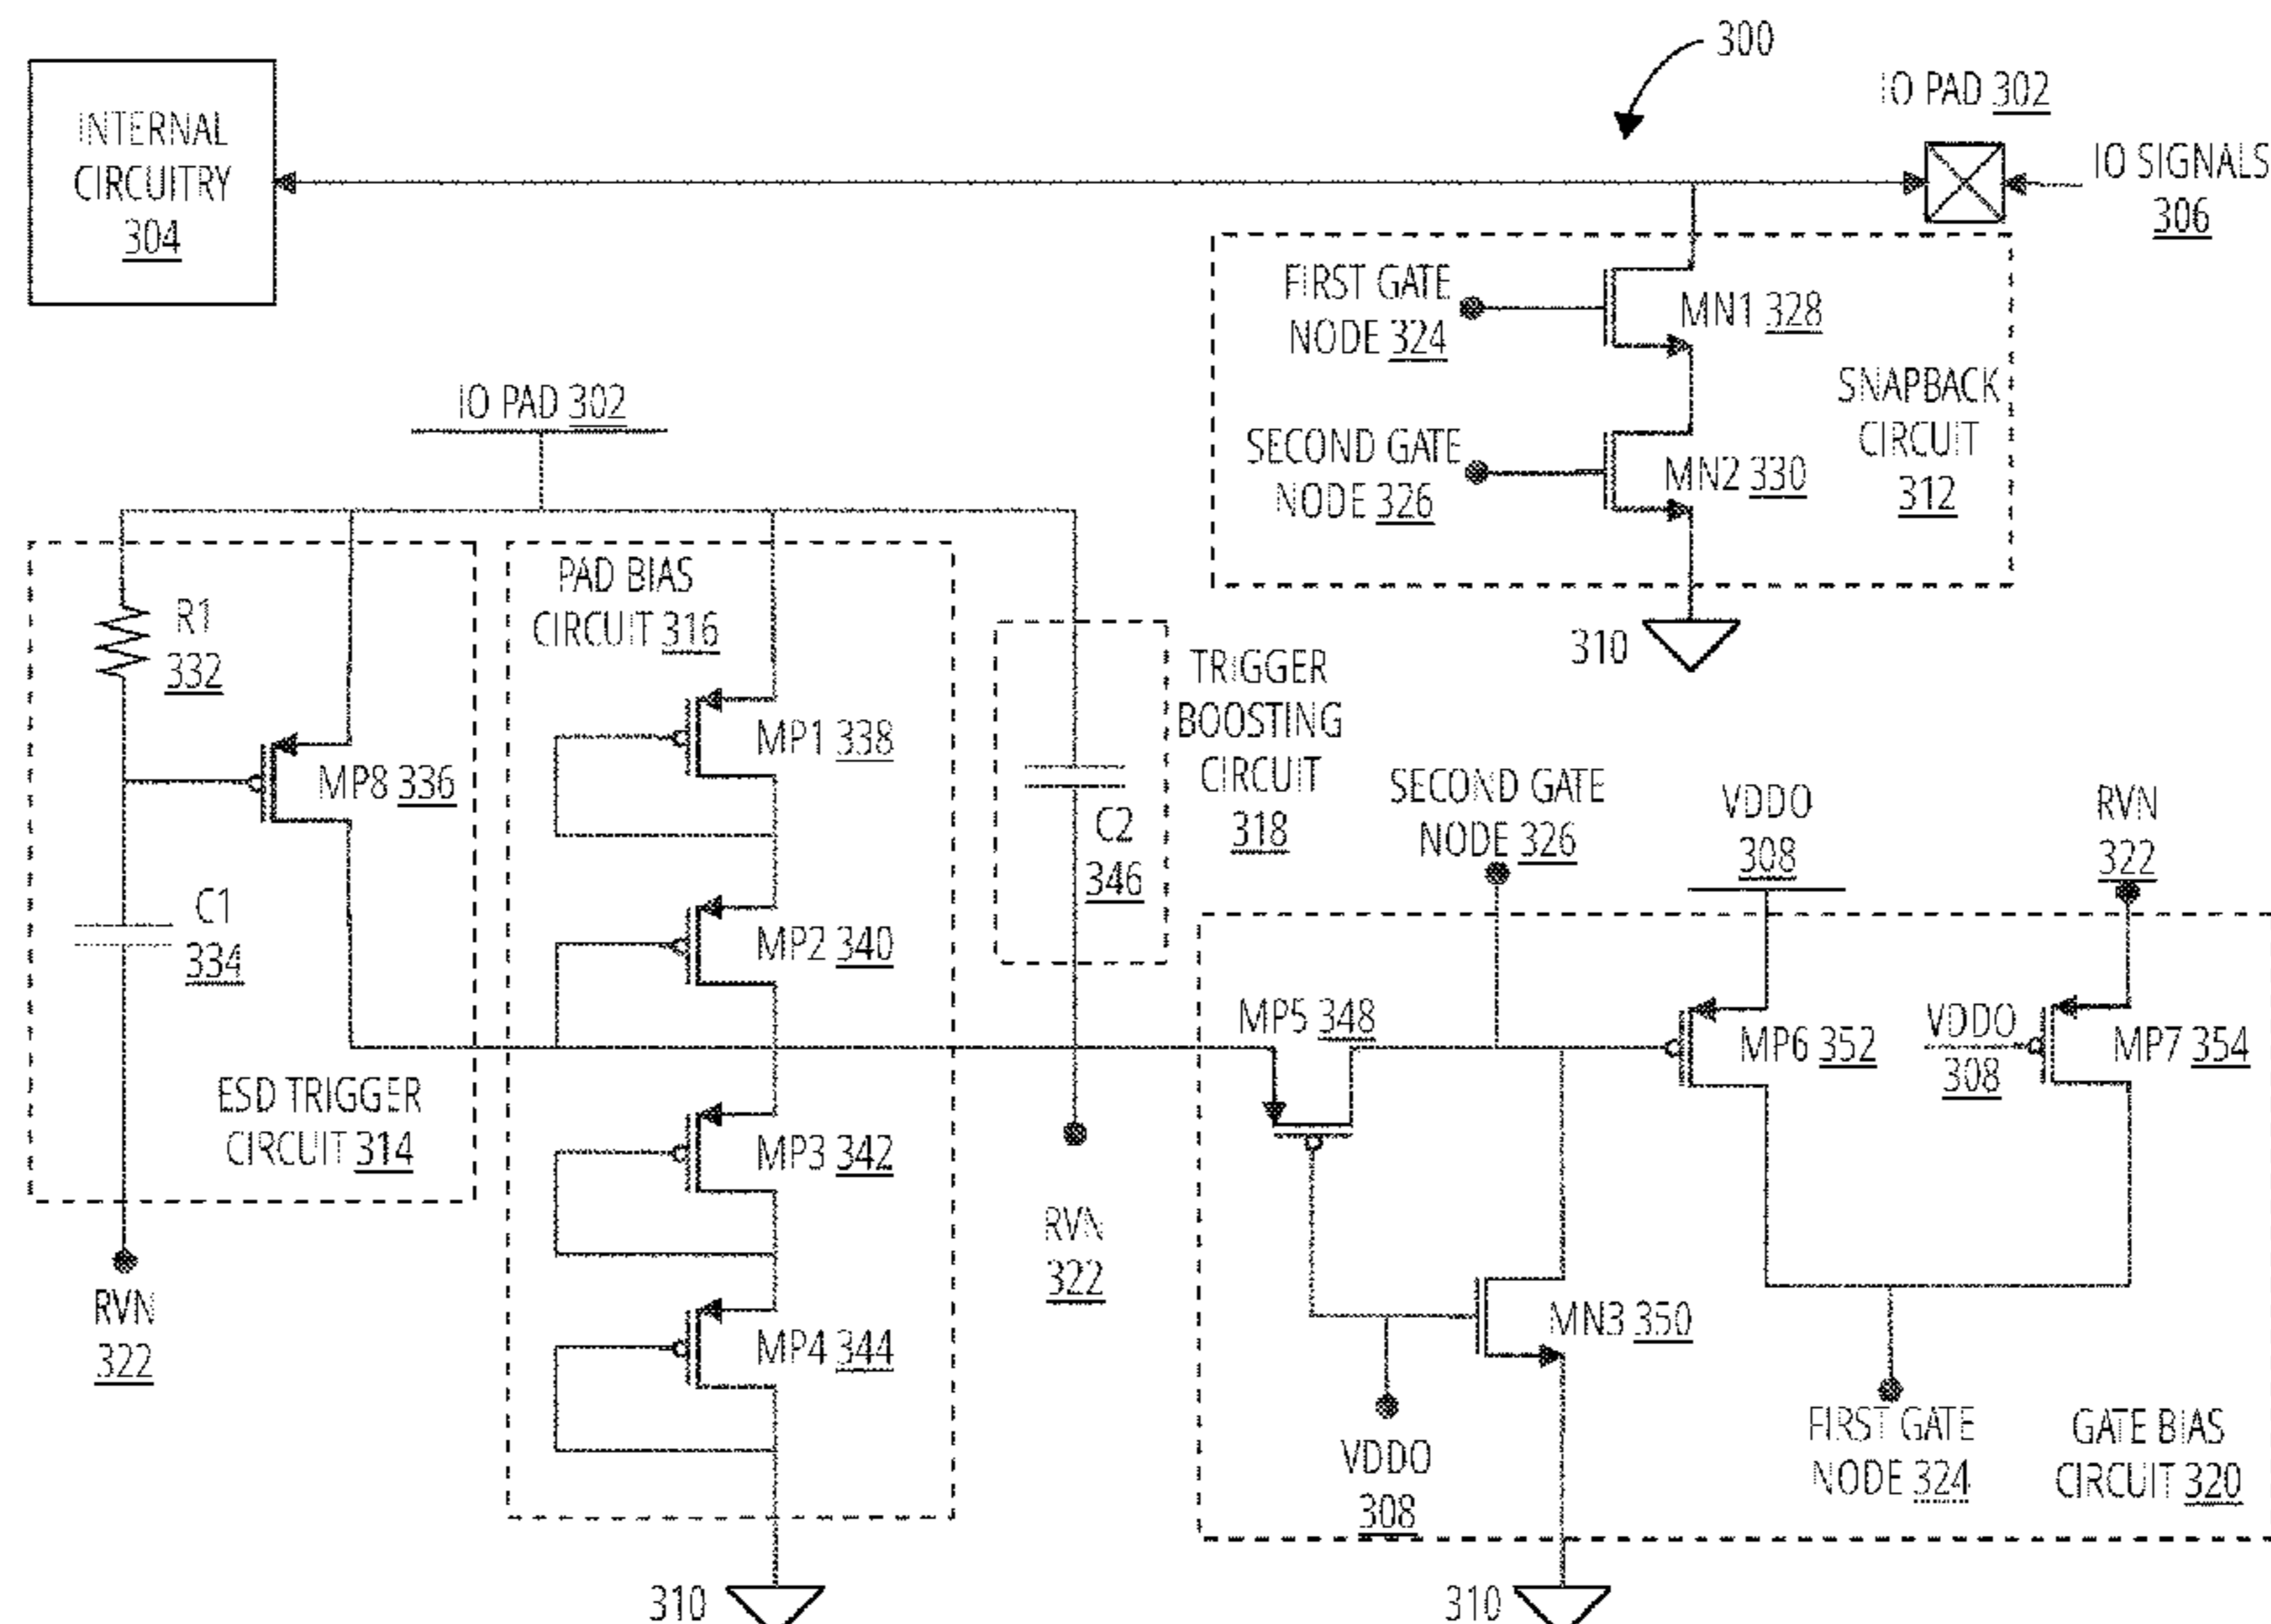 300
IO PAD 302
INTERNAL
CIRCUITRY
304
IO SIGNALS
306
FIRST GATE
NODE 324
MN1 328
SNAPBACK
CIRCUIT
312
SECOND GATE
NODE 326
MN2 330
310
IO PAD 302
R1
332
MP8 336
C1
334
ESD TRIGGER
CIRCUIT 314
RVN
322
PAD BIAS
CIRCUIT 316
MP1 338
MP2 340
MP3 342
MP4 344
310
TRIGGER
BOOSTING
CIRCUIT
318
C2
346
RVN
322
SECOND GATE
NODE 326
VDDO
308
RVN
322
MP5 348
MP6 352
VDDO
308
MP7 354
MN3 350
VDDO
308
FIRST GATE
NODE 324
GATE BIAS
CIRCUIT 320
310